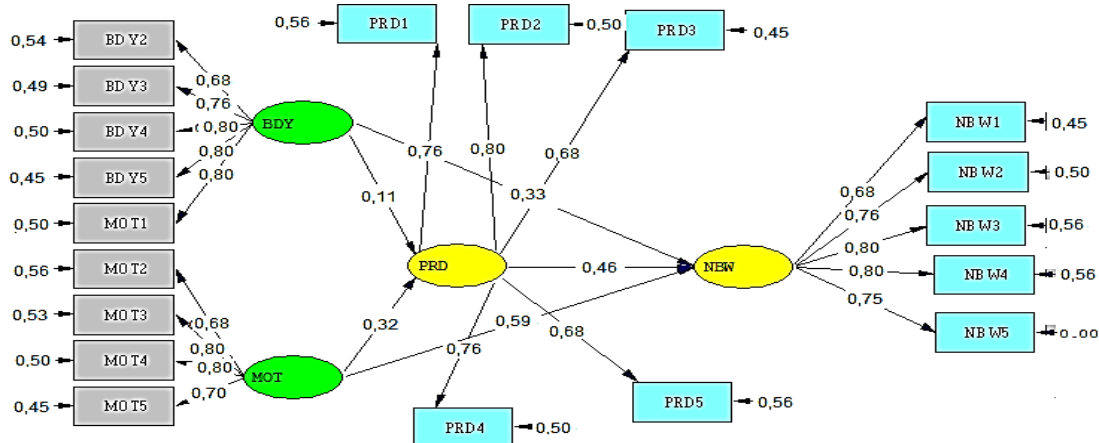 0,56 PRD1
PRD2 0,50
PRD3 0,45
0,54 BDY2
0,49 BDY3
0,50 BDY4
0,45 BDY5
0,50 MOT1
0,56 MOT2
0,53 MOT3
0,50 MOT4
0,45 MOT5
0,68
0,76
0,80
0,80
0,80
BDY
0,68
0,80
0,80
0,70
MOT
0,11
0,32
0,76
0,80
0,68
0,33
PRD
0,46
0,59
0,76
0,68
NBW
0,68
0,76
0,80
0,80
0,75
NBW1 0,45
NBW2 0,50
NBW3 0,56
NBW4 0,56
NBW5 0.00
PRD4 0,50
PRD5 0,56